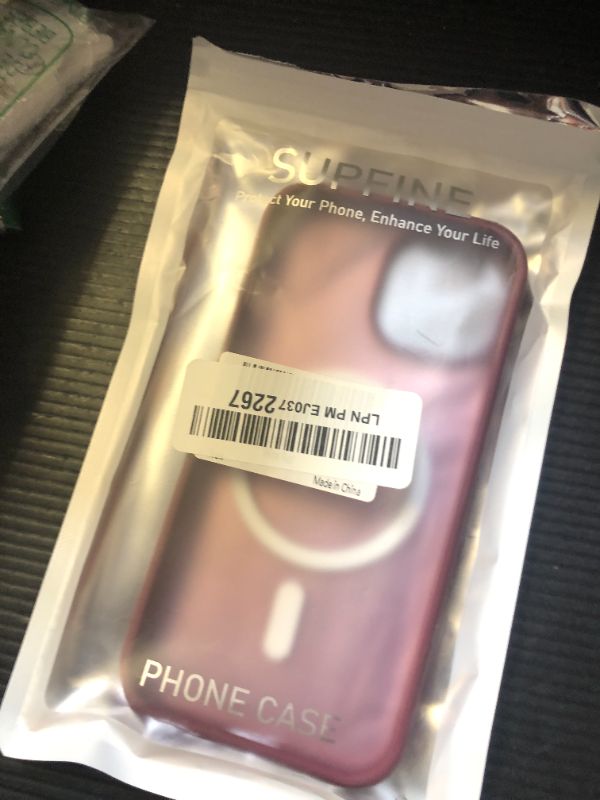 SUPFINE
Protect Your Phone, Enhance Your Life
LPN PM EJ037 2267
Made in China
PHONE CASE